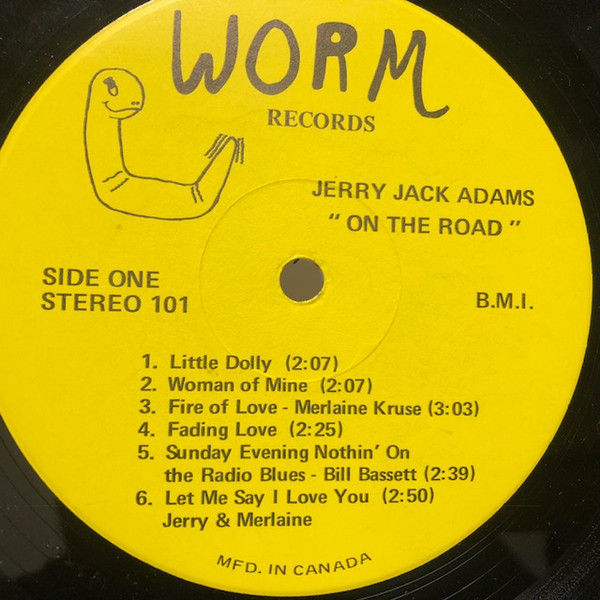 WORM
RECORDS
JERRY JACK ADAMS
" ON THE ROAD "
SIDE ONE
STEREO 101
B.M.I.
1. Little Dolly (2:07)
2. Woman of Mine (2:07)
3. Fire of Love - Merlaine Kruse (3:03)
4. Fading Love (2:25)
5. Sunday Evening Nothin' On
the Radio Blues - Bill Bassett (2:39)
6. Let Me Say I Love You (2:50)
Jerry & Merlaine
MFD. IN CANADA